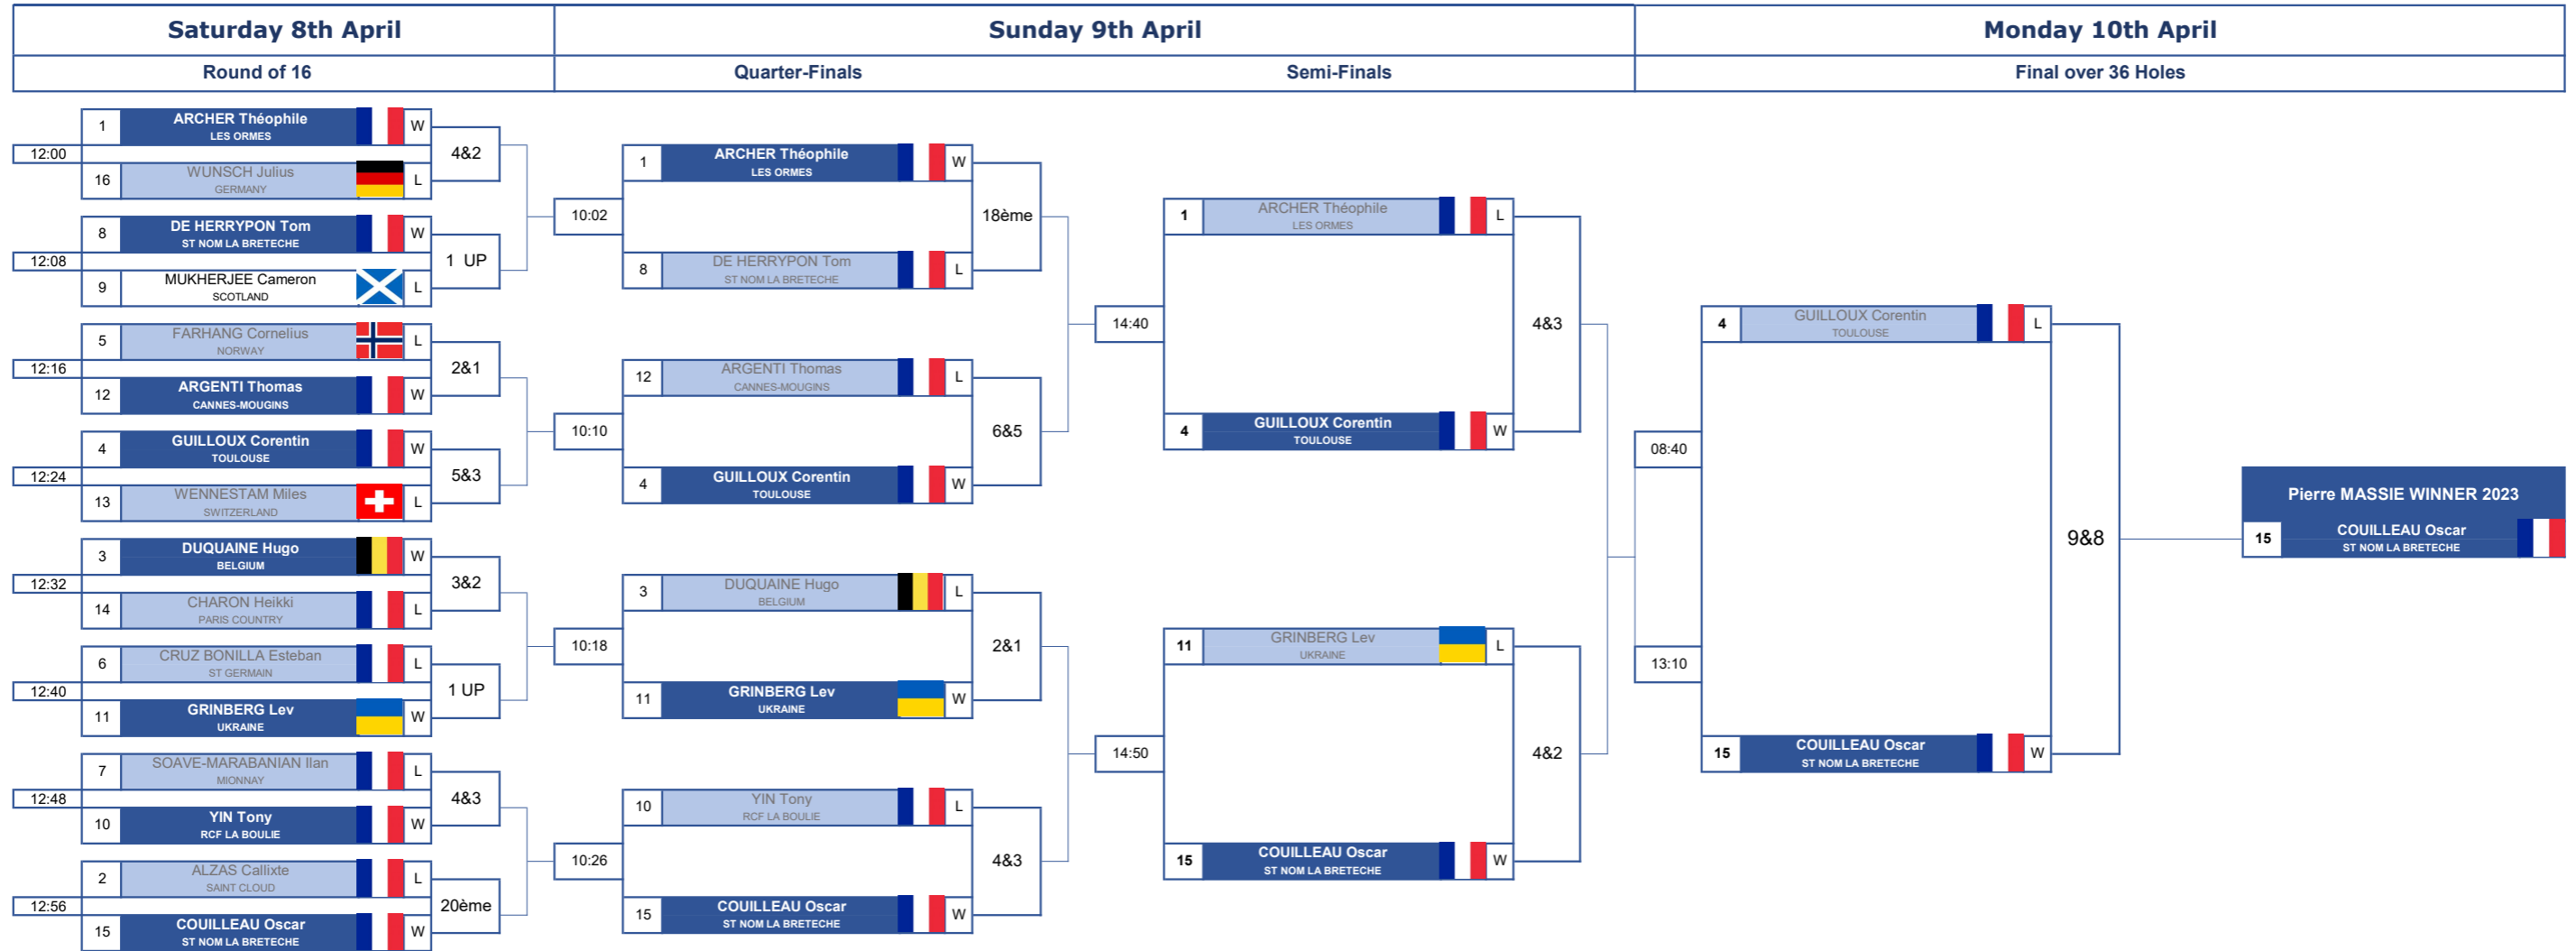 Saturday 8th April
Sunday 9th April
Monday 10th April
Round of 16
Quarter-Finals
Semi-Finals
Final over 36 Holes
12:00
1
ARCHER Théophile
LES ORMES
W
4&2
16
WUNSCH Julius
GERMANY
L
12:08
8
DE HERRYPON Tom
ST NOM LA BRETECHE
W
1 UP
9
MUKHERJEE Cameron
SCOTLAND
L
12:16
5
FARHANG Cornelius
NORWAY
L
2&1
12
ARGENTI Thomas
CANNES-MOUGINS
W
12:24
4
GUILLOUX Corentin
TOULOUSE
W
5&3
13
WENNESTAM Miles
SWITZERLAND
L
12:32
3
DUQUAINE Hugo
BELGIUM
W
3&2
14
CHARON Heikki
PARIS COUNTRY
L
12:40
6
CRUZ BONILLA Esteban
ST GERMAIN
L
1 UP
11
GRINBERG Lev
UKRAINE
W
12:48
7
SOAVE-MARABANIAN Ilan
MIONNAY
L
4&3
10
YIN Tony
RCF LA BOULIE
W
12:56
2
ALZAS Callixte
SAINT CLOUD
L
20ème
15
COUILLEAU Oscar
ST NOM LA BRETECHE
W
10:02
1
ARCHER Théophile
LES ORMES
W
18ème
8
DE HERRYPON Tom
ST NOM LA BRETECHE
L
10:10
12
ARGENTI Thomas
CANNES-MOUGINS
L
6&5
4
GUILLOUX Corentin
TOULOUSE
W
10:18
3
DUQUAINE Hugo
BELGIUM
L
2&1
11
GRINBERG Lev
UKRAINE
W
10:26
10
YIN Tony
RCF LA BOULIE
L
4&3
15
COUILLEAU Oscar
ST NOM LA BRETECHE
W
14:40
1
ARCHER Théophile
LES ORMES
L
4&3
4
GUILLOUX Corentin
TOULOUSE
W
14:50
11
GRINBERG Lev
UKRAINE
L
4&2
15
COUILLEAU Oscar
ST NOM LA BRETECHE
W
08:40
13:10
4
GUILLOUX Corentin
TOULOUSE
L
9&8
15
COUILLEAU Oscar
ST NOM LA BRETECHE
W
Pierre MASSIE WINNER 2023
15
COUILLEAU Oscar
ST NOM LA BRETECHE